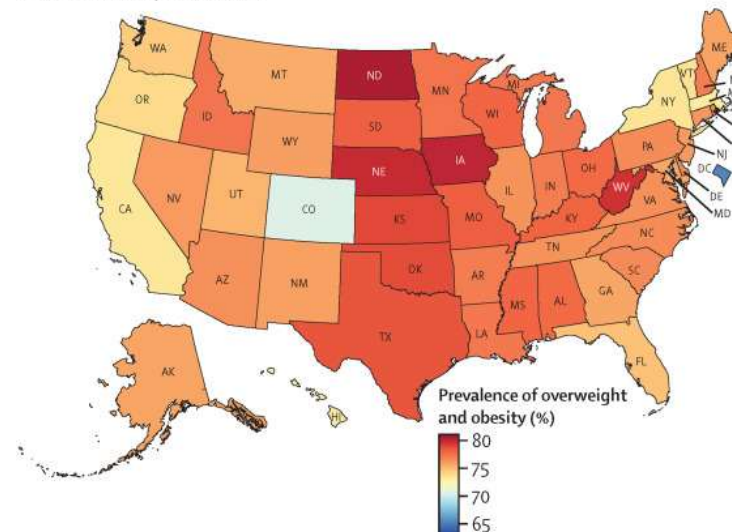 WA
MT
ND
MN
ME
VT
OR
ID
SD
WI
MI
NY
WY
IA
PA
NJ
NE
DC
NV
UT
CO
IL
IN
OH
DE
MD
WV
VA
CA
KS
MO
KY
NC
TN
AZ
NM
OK
AR
SC
MS
AL
GA
TX
LA
FL
AK
Prevalence of overweight
and obesity (%)
80
75
70
65